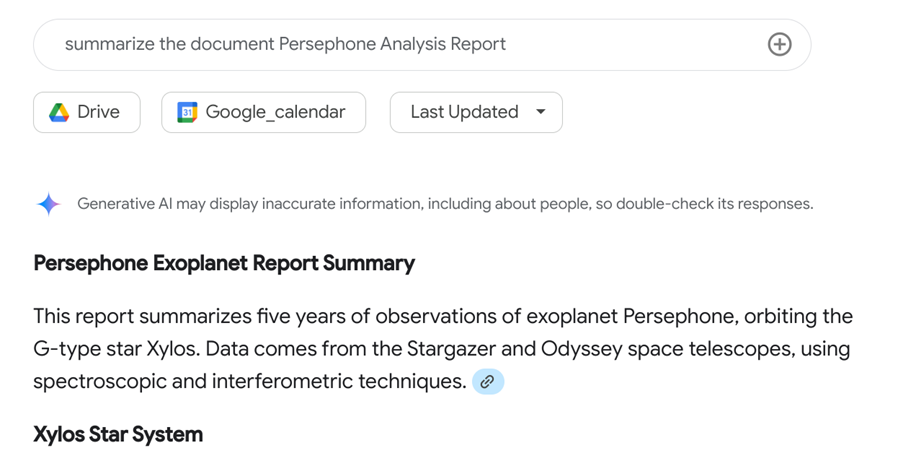 summarize the document Persephone Analysis Report
Drive
31
Google_calendar
Last Updated
Generative AI may display inaccurate information, including about people, so double-check its responses.
Persephone Exoplanet Report Summary
This report summarizes five years of observations of exoplanet Persephone, orbiting the
G-type star Xylos. Data comes from the Stargazer and Odyssey space telescopes, using
spectroscopic and interferometric techniques.
Xylos Star System